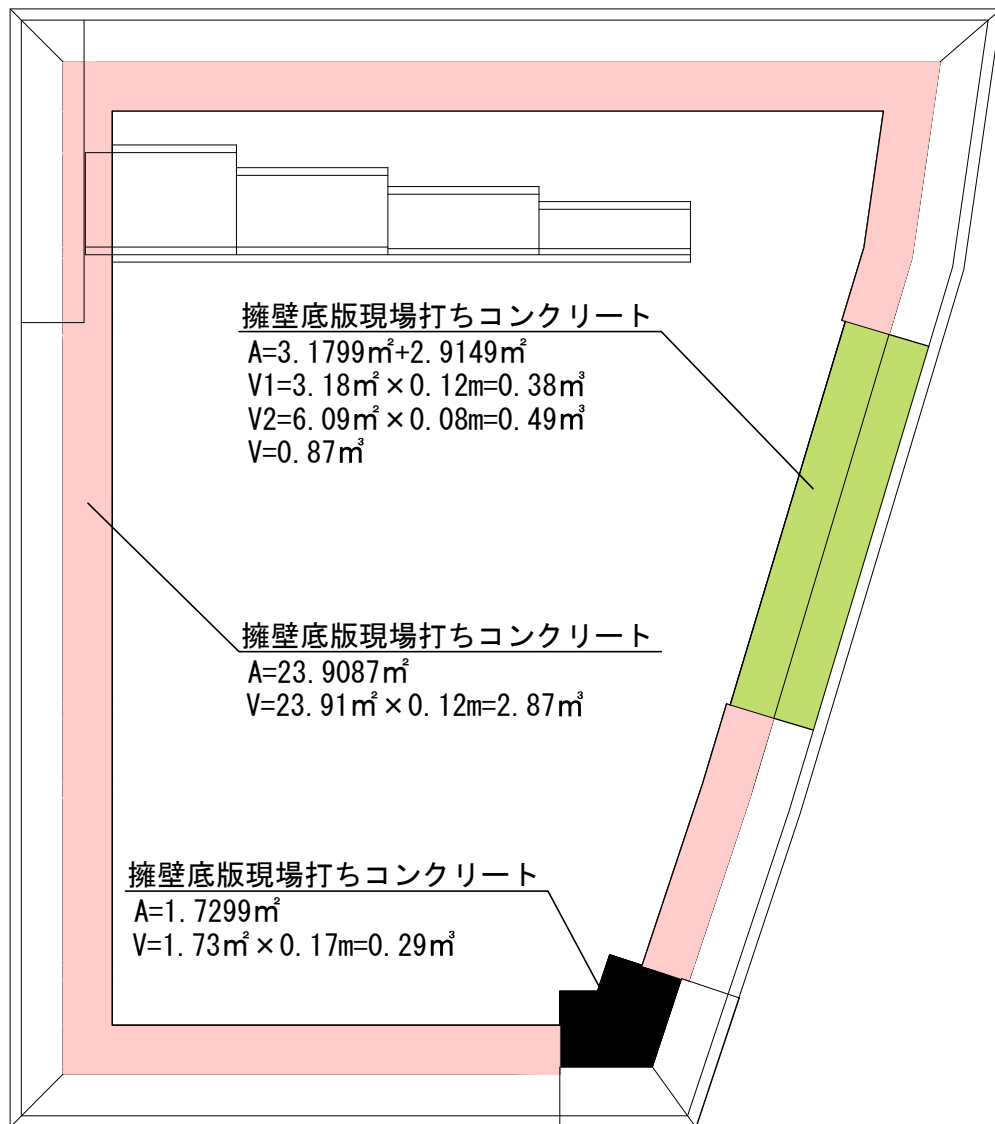 擁壁底版現場打ちコンクリート
A=3.1799㎡+2.9149㎡
V1=3.18㎡×0.12m=0.38㎥
V2=6.09㎡×0.08m=0.49㎥
V=0.87㎥
擁壁底版現場打ちコンクリート
A=23.9087㎡
V=23.91㎡×0.12m=2.87㎥
擁壁底版現場打ちコンクリート
A=1.7299㎡
V=1.73㎡×0.17m=0.29㎥